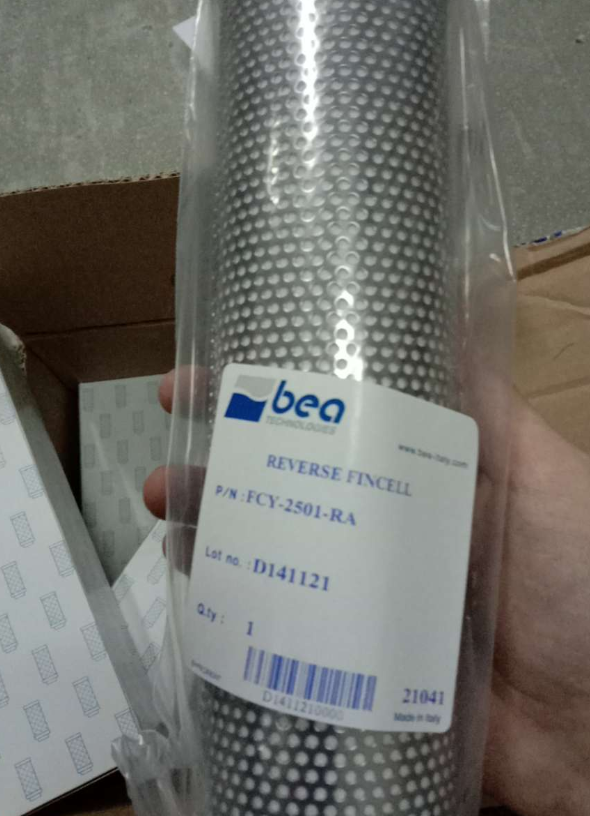 bea
TECHNOLOGIES
www.bea-italy.com
REVERSE FINCELL
P/N : FCY-2501-RA
Lot no. : D141121
Q.ty : 1
D1411210000
21041
Made in Italy